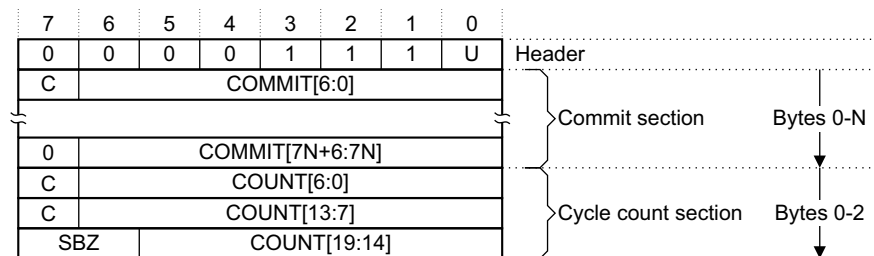 7 6 5 4 3 2 1 0
0 0 0 0 1 1 1 U Header
C COMMIT[6:0]
Commit section Bytes 0-N
0 COMMIT[7N+6:7N]
C COUNT[6:0]
C COUNT[13:7] Cycle count section Bytes 0-2
SBZ COUNT[19:14]